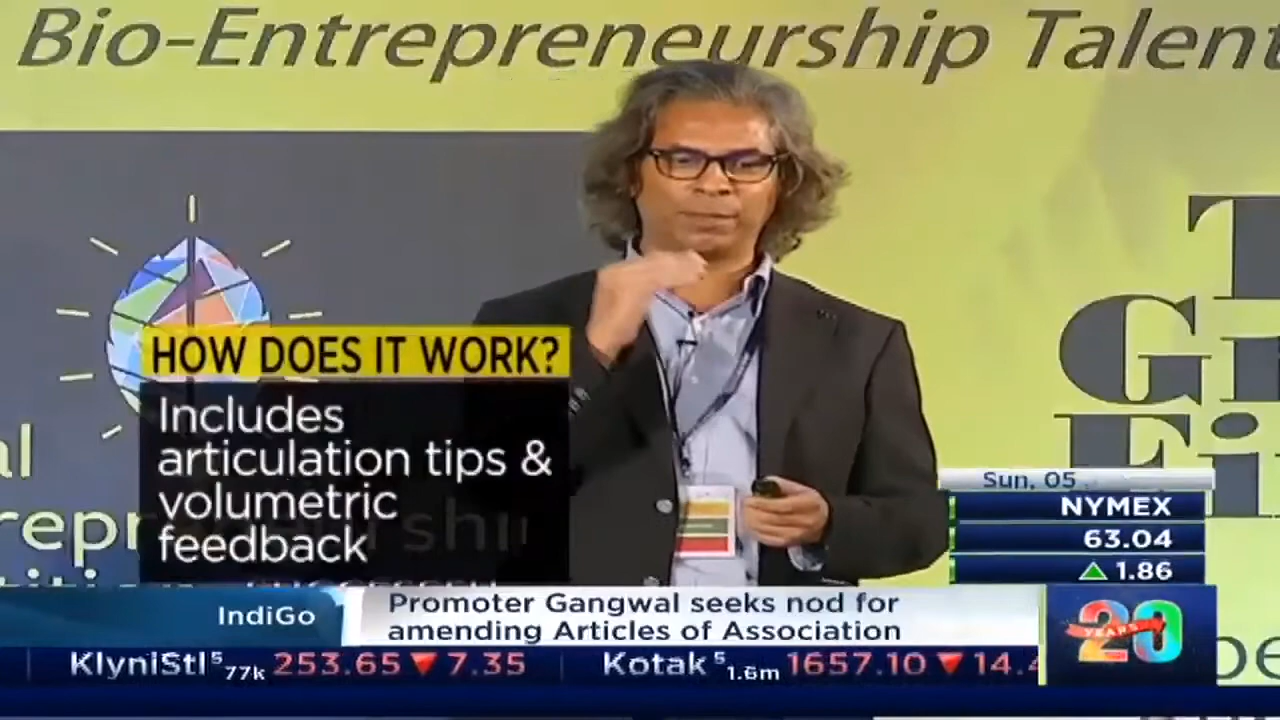 Bio-Entrepreneurship Talent
HOW DOES IT WORK?
Includes
articulation tips &
volumetric
feedback
Sun, 05
NYMEX
63.04
▲ 1.86
IndiGo
Promoter Gangwal seeks nod for
amending Articles of Association
20
YEARS
KlyniStl 5 77k 253.65 ▼ 7.35 Kotak 5 1.6m 1657.10 ▼ 14.4